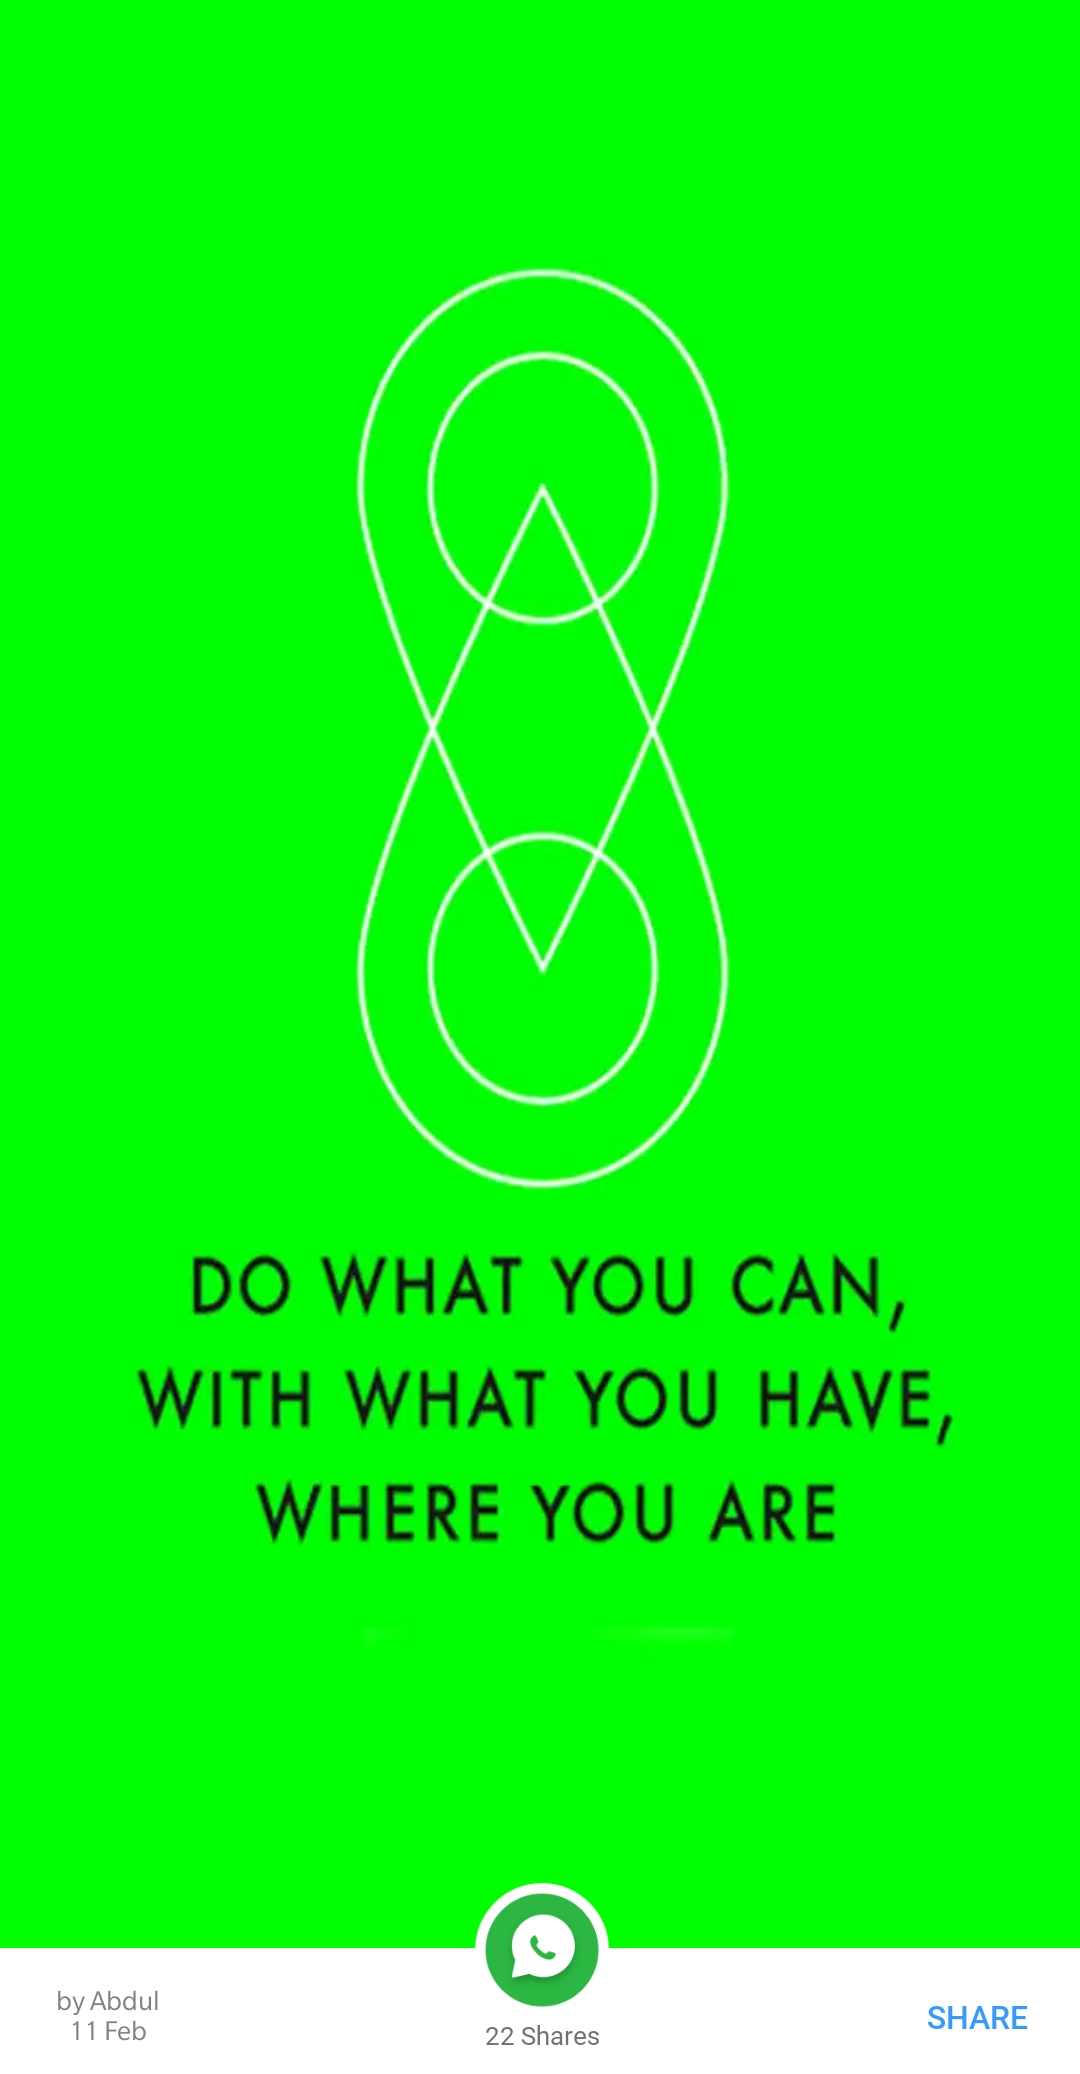 DO WHAT YOU CAN,
WITH WHAT YOU HAVE,
WHERE YOU ARE
by Abdul
11 Feb
22 Shares
SHARE